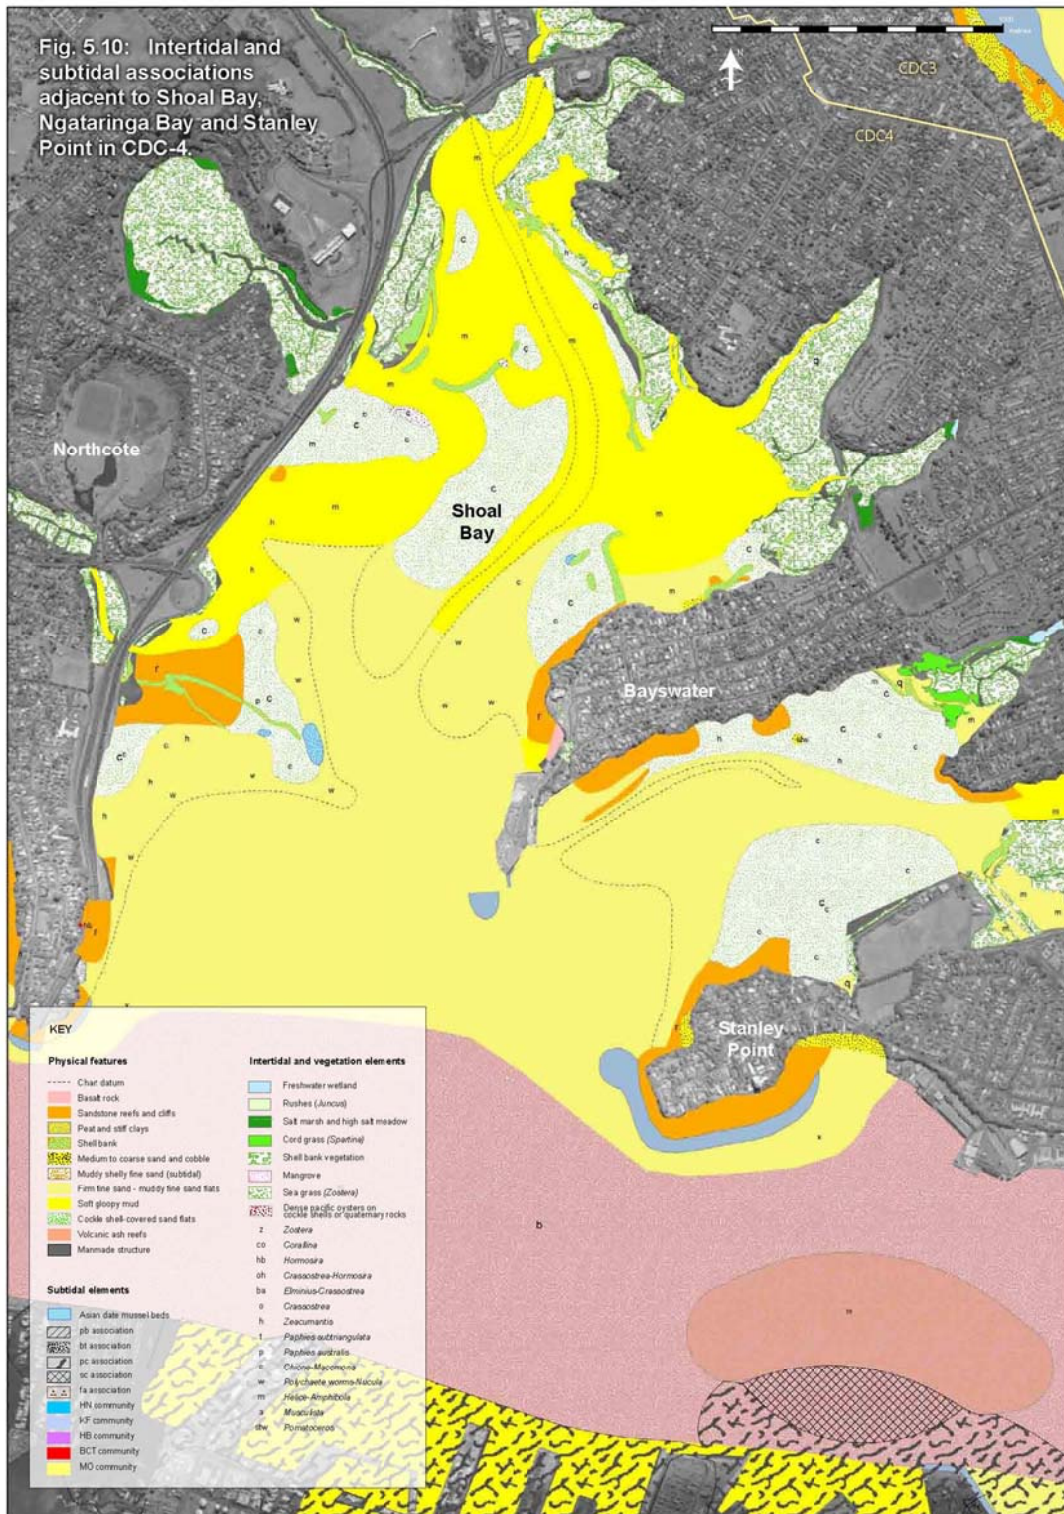 Fig. 5.10: Intertidal and
subtidal associations
adjacent to Shoal Bay,
Ngataringa Bay and Stanley
Point in CDC-4.
N
CDC3
CDC4
Northcote
Shoal
Bay
Bayswater
Stanley
Point
KEY
Physical features
Chart datum
Basalt rock
Sandstone reefs and cliffs
Peat and stiff clays
Shell bank
Medium to coarse sand and cobble
Muddy shelly fine sand (subtidal)
Firm fine sand - muddy fine sand flats
Soft gloopy mud
Cockle shell-covered sand flats
Volcanic ash reefs
Manmade structure
Subtidal elements
Asian date mussel beds
pb association
bt association
pc association
sc association
fa association
HN community
KF community
HB community
BCT community
MO community
Intertidal and vegetation elements
Freshwater wetland
Rushes (Juncus)
Salt marsh and high salt meadow
Cord grass (Spartina)
Shell bank vegetation
Mangrove
Sea grass (Zostera)
Dense pacific oysters on
cockle shells or quaternary rocks
z Zostera
co Corallina
hb Hormosira
oh Crassostrea-Hormosira
ba Elminius-Crassostrea
o Crassostrea
h Zeacumantis
t Paphies subtriangulata
p Paphies australis
c Chione-Macomona
w Polychaete worms-Nucula
m Helice-Amphibola
a Musculista
stw Pomatoceros